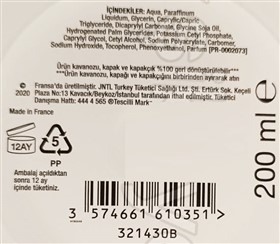 İÇİNDEKİLER: Aqua, Paraffinum
Liquidum, Glycerin, Caprylic/Capric
Triglyceride, Dicaprylyl Carbonate, Glycine Soja Oil,
Hydrogenated Palm Glycerides, Potassium Cetyl Phosphate,
Caprylyl Glycol, Cetyl Alcohol, Sodium Polyacrylate, Carbomer,
Sodium Hydroxide, Tocopherol, Phenoxyethanol, Parfum [PR-0002073]
Ürün kavanozu, kapak ve kapakçık %100 geri dönüştürülebilir***
***Ürün kavanozu, kapak ve kapakçığını birbirinden ayırarak atın
© 2020
Fransa'da üretilmiştir. JNTL Turkey Tüketici Sağlığı Ltd. Şti. Ertürk Sok. Keçeli
Plaza No:13 Kavacık/Beykoz/İstanbul tarafından ithal edilmiştir. Tüketici
Danışma Hattı: 444 4 565 ®Tescilli Mark"
Made in France
12AY
5
PP
Ambalaj açıldıktan
sonra 12 ay
içinde tüketiniz.
200 ml e
3 574661 610351 >
321430B